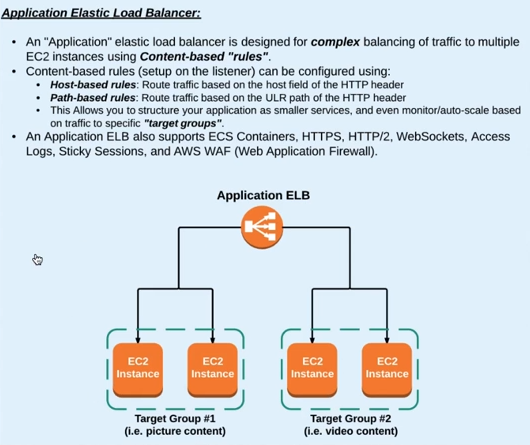 Application Elastic Load Balancer:
• An "Application" elastic load balancer is designed for complex balancing of traffic to multiple
EC2 instances using Content-based "rules".
• Content-based rules (setup on the listener) can be configured using:
• Host-based rules: Route traffic based on the host field of the HTTP header
• Path-based rules: Route traffic based on the ULR path of the HTTP header
• This Allows you to structure your application as smaller services, and even monitor/auto-scale based
on traffic to specific "target groups".
• An Application ELB also supports ECS Containers, HTTPS, HTTP/2, WebSockets, Access
Logs, Sticky Sessions, and AWS WAF (Web Application Firewall).
Application ELB
EC2
Instance
EC2
Instance
EC2
Instance
EC2
Instance
Target Group #1
(i.e. picture content)
Target Group #2
(i.e. video content)